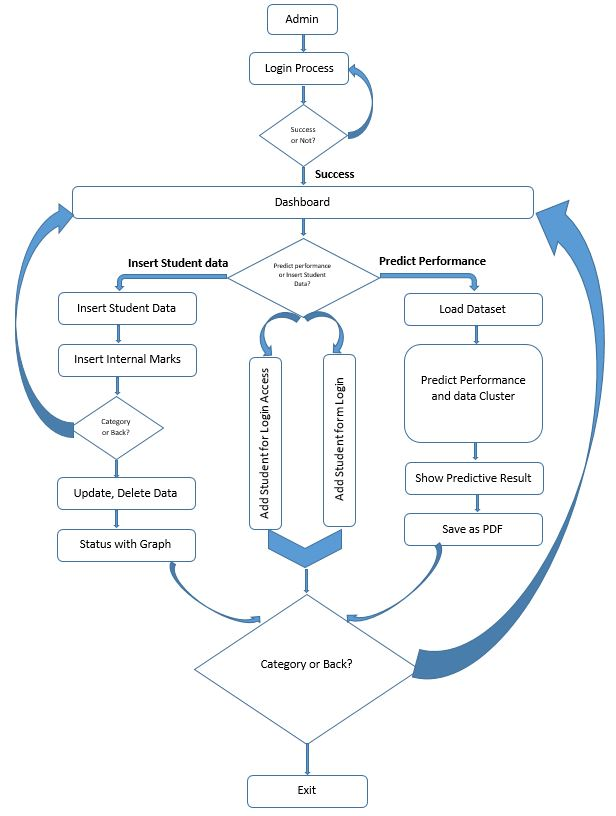 Admin
Login Process
Success
or Not?
Success
Dashboard
Insert Student data
Predict performance
or Insert Student
Data?
Predict Performance
Insert Student Data
Insert Internal Marks
Category
or Back?
Update, Delete Data
Status with Graph
Add Student for Login Access
Add Student form Login
Load Dataset
Predict Performance
and data Cluster
Show Predictive Result
Save as PDF
Category or Back?
Exit